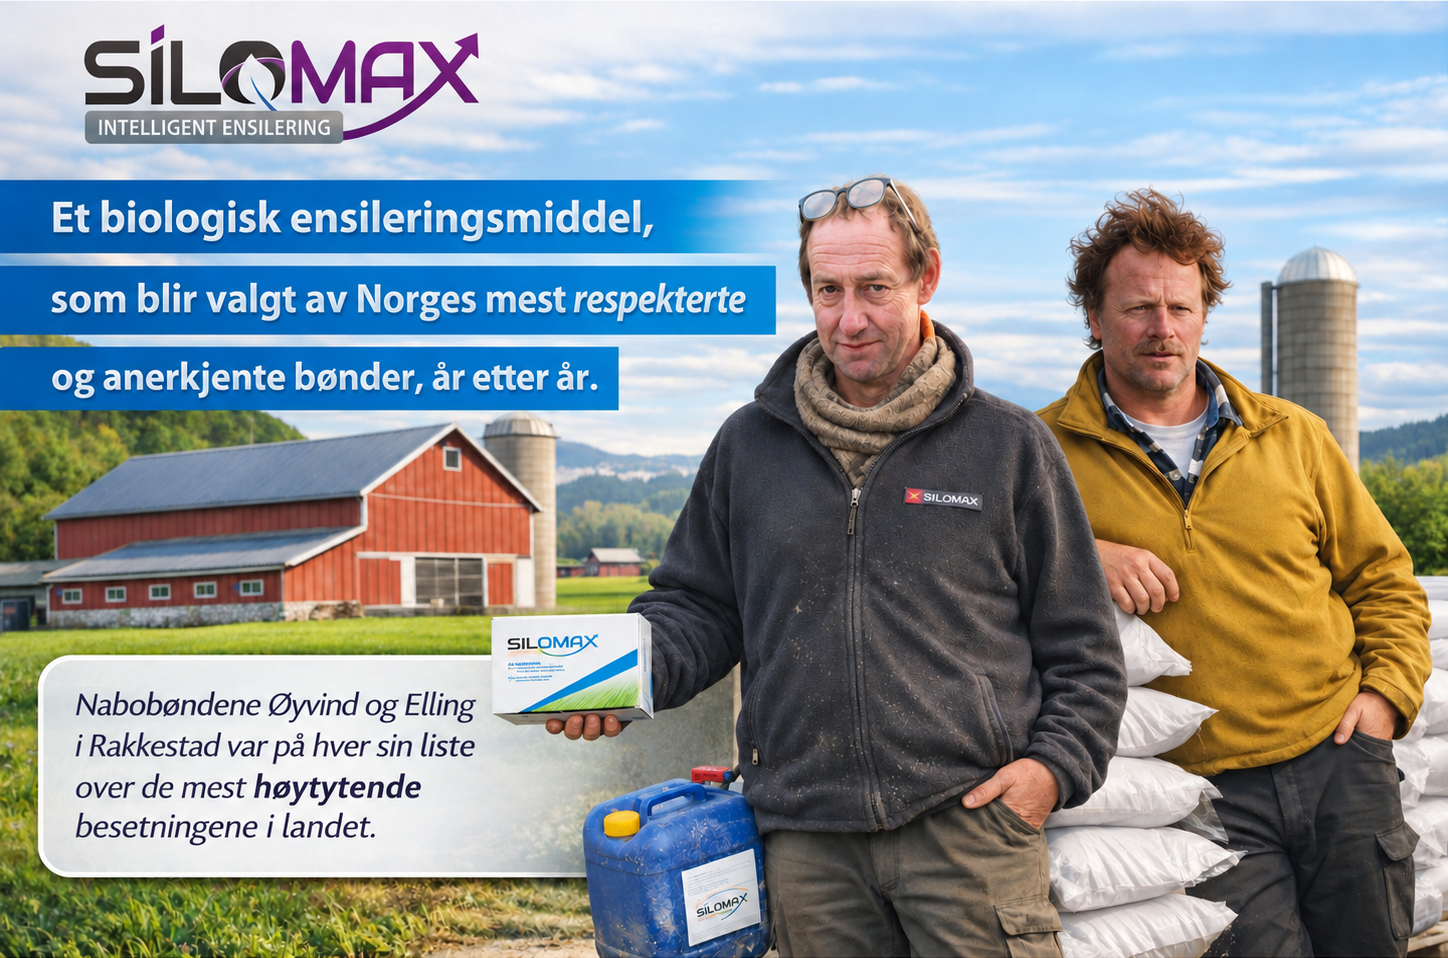 SILOMAX
INTELLIGENT ENSILERING
Et biologisk ensileringsmiddel,
som blir valgt av Norges mest respekterte
og anerkjente bønder, år etter år.
SILOMAX
SILOMAX
Nabobøndene Øyvind og Elling
i Rakkestad var på hver sin liste
over de mest høytytende
besetningene i landet.
SILOMAX